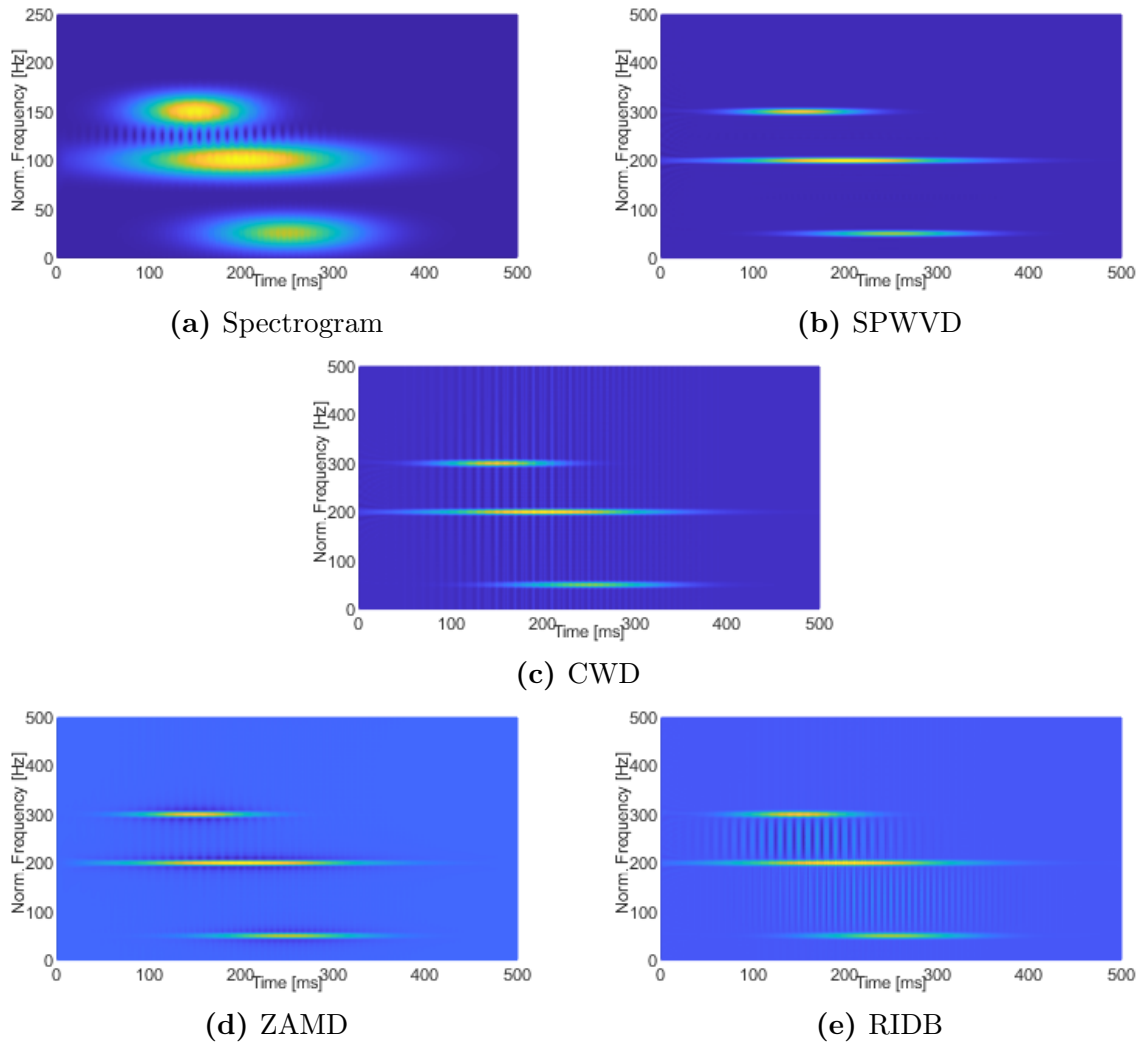 250
200
150
100
50
0
Norm. Frequency [Hz]
0 100 200 300 400 500
Time [ms]
(a) Spectrogram
500
400
300
200
100
0
Norm. Frequency [Hz]
0 100 200 300 400 500
Time [ms]
(b) SPWVD
500
400
300
200
100
0
Norm. Frequency [Hz]
0 100 200 300 400 500
Time [ms]
(c) CWD
500
400
300
200
100
0
Norm. Frequency [Hz]
0 100 200 300 400 500
Time [ms]
(d) ZAMD
500
400
300
200
100
0
Norm. Frequency [Hz]
0 100 200 300 400 500
Time [ms]
(e) RIDB